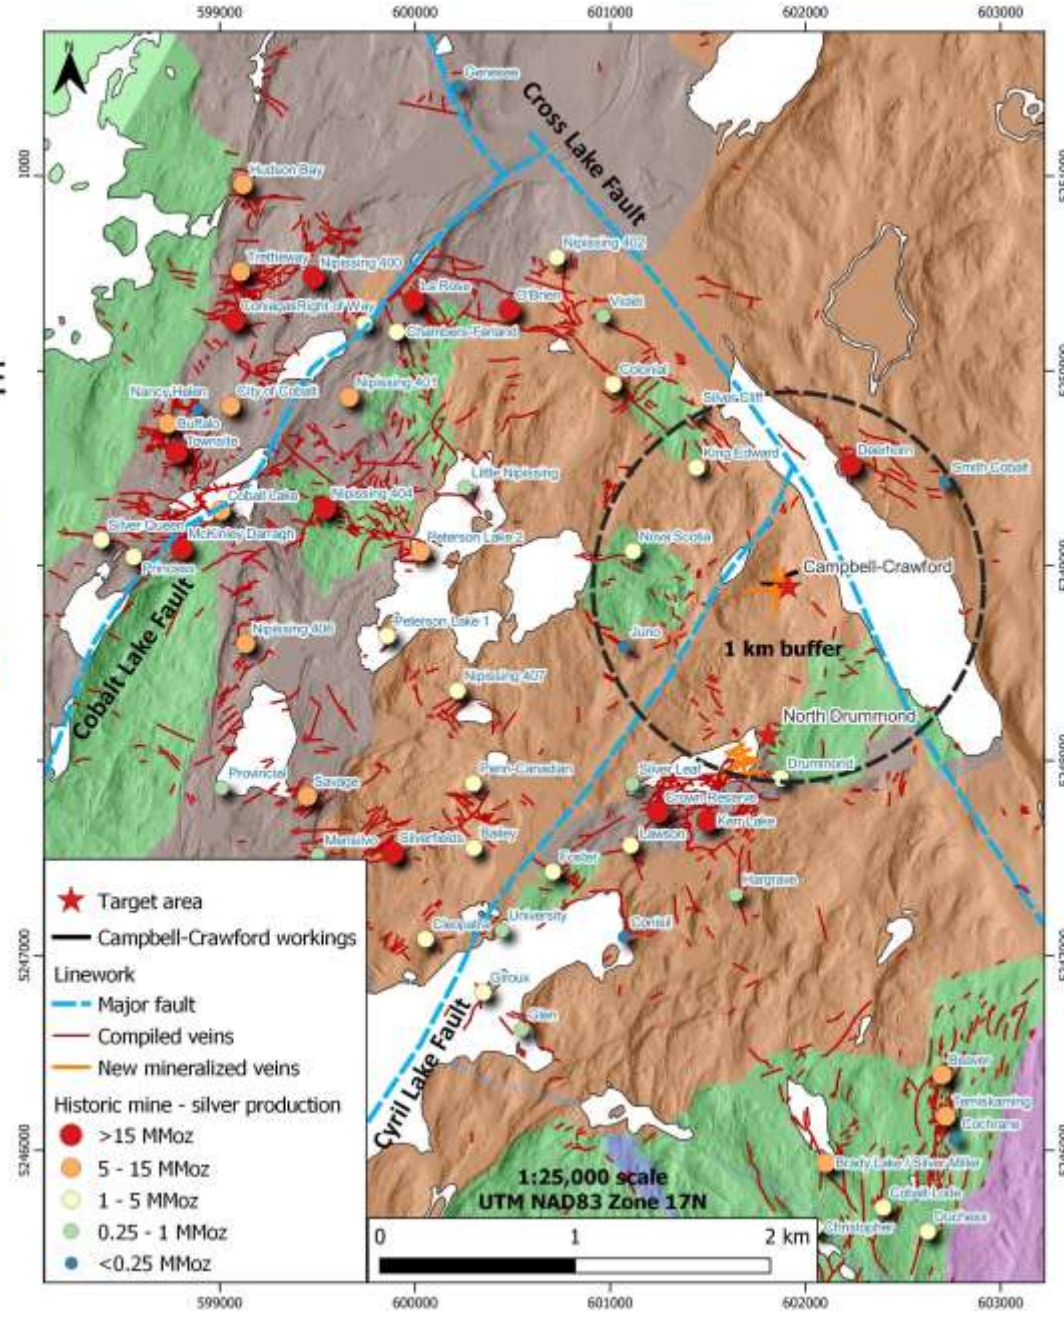 599000
600000
601000
602000
603000
N
Genesee
Cross Lake Fault
1000
Hudson Bay
Nipissing 402
Tretheway
Nipissing 400
La Rose
O'Brien
Violet
Coniagas
Right-of-Way
Chambers-Ferland
Colonial
Nancy Helen
City of Cobalt
Nipissing 401
Silver Cliff
Buffalo
Townsite
King Edward
Deerhorn
Smith Cobalt
Little Nipissing
Cobalt Lake
Nipissing 404
Silver Queen
McKinley Darragh
Peterson Lake 2
Nova Scotia
Princess
Campbell-Crawford
Cobalt Lake Fault
Nipissing 406
Peterson Lake 1
Juno
1 km buffer
Nipissing 407
North Drummond
Provincial
Savage
Penn-Canadian
Silver Leaf
Drummond
Crown Reserve
Kerr Lake
Silverfields
Bailey
Lawson
Foster
Hargrave
Target area
Campbell-Crawford workings
Cleopatra
University
Consul
5247000
Linework
Major fault
Compiled veins
New mineralized veins
Giroux
Glen
Cyril Lake Fault
Historic mine - silver production
>15 MMoz
5 - 15 MMoz
1 - 5 MMoz
0.25 - 1 MMoz
<0.25 MMoz
Beaver
Temiskaming
Cochrane
5246000
Brady Lake / Silver Miller
Cobalt Lode
Duchess
Christopher
1:25,000 scale
UTM NAD83 Zone 17N
0
1
2 km
599000
600000
601000
602000
603000